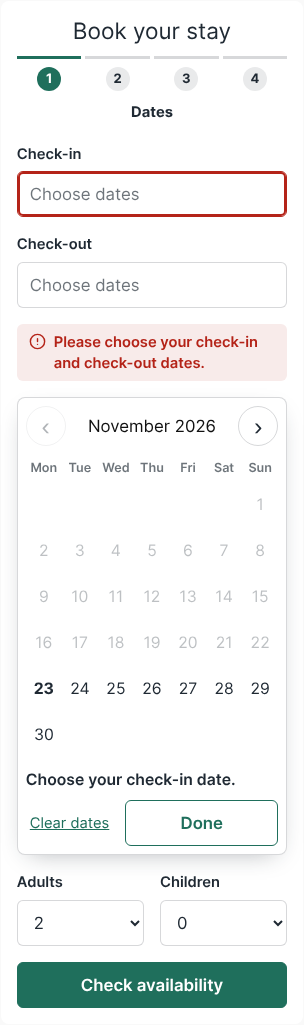 Book your stay
1 2 3 4
Dates
Check-in
Choose dates
Check-out
Choose dates
Please choose your check-in
and check-out dates.
‹ November 2026 ›
Mon Tue Wed Thu Fri Sat Sun
1
2 3 4 5 6 7 8
9 10 11 12 13 14 15
16 17 18 19 20 21 22
23 24 25 26 27 28 29
30
Choose your check-in date.
Clear dates Done
Adults Children
2 0
Check availability